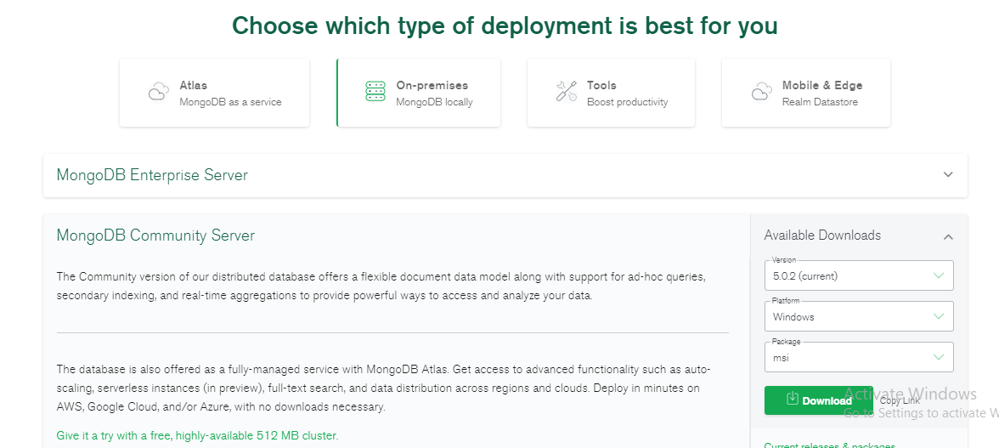 Choose which type of deployment is best for you
Atlas
MongoDB as a service
On-premises
MongoDB locally
Tools
Boost productivity
Mobile & Edge
Realm Datastore
MongoDB Enterprise Server
MongoDB Community Server
The Community version of our distributed database offers a flexible document data model along with support for ad-hoc queries,
secondary indexing, and real-time aggregations to provide powerful ways to access and analyze your data.
The database is also offered as a fully-managed service with MongoDB Atlas. Get access to advanced functionality such as auto-
scaling, serverless instances (in preview), full-text search, and data distribution across regions and clouds. Deploy in minutes on
AWS, Google Cloud, and/or Azure, with no downloads necessary.
Give it a try with a free, highly-available 512 MB cluster.
Available Downloads
Version
5.0.2 (current)
Platform
Windows
Package
msi
Download
Copy Link
Activate Windows
Go to Settings to activate W
Current releases & packages